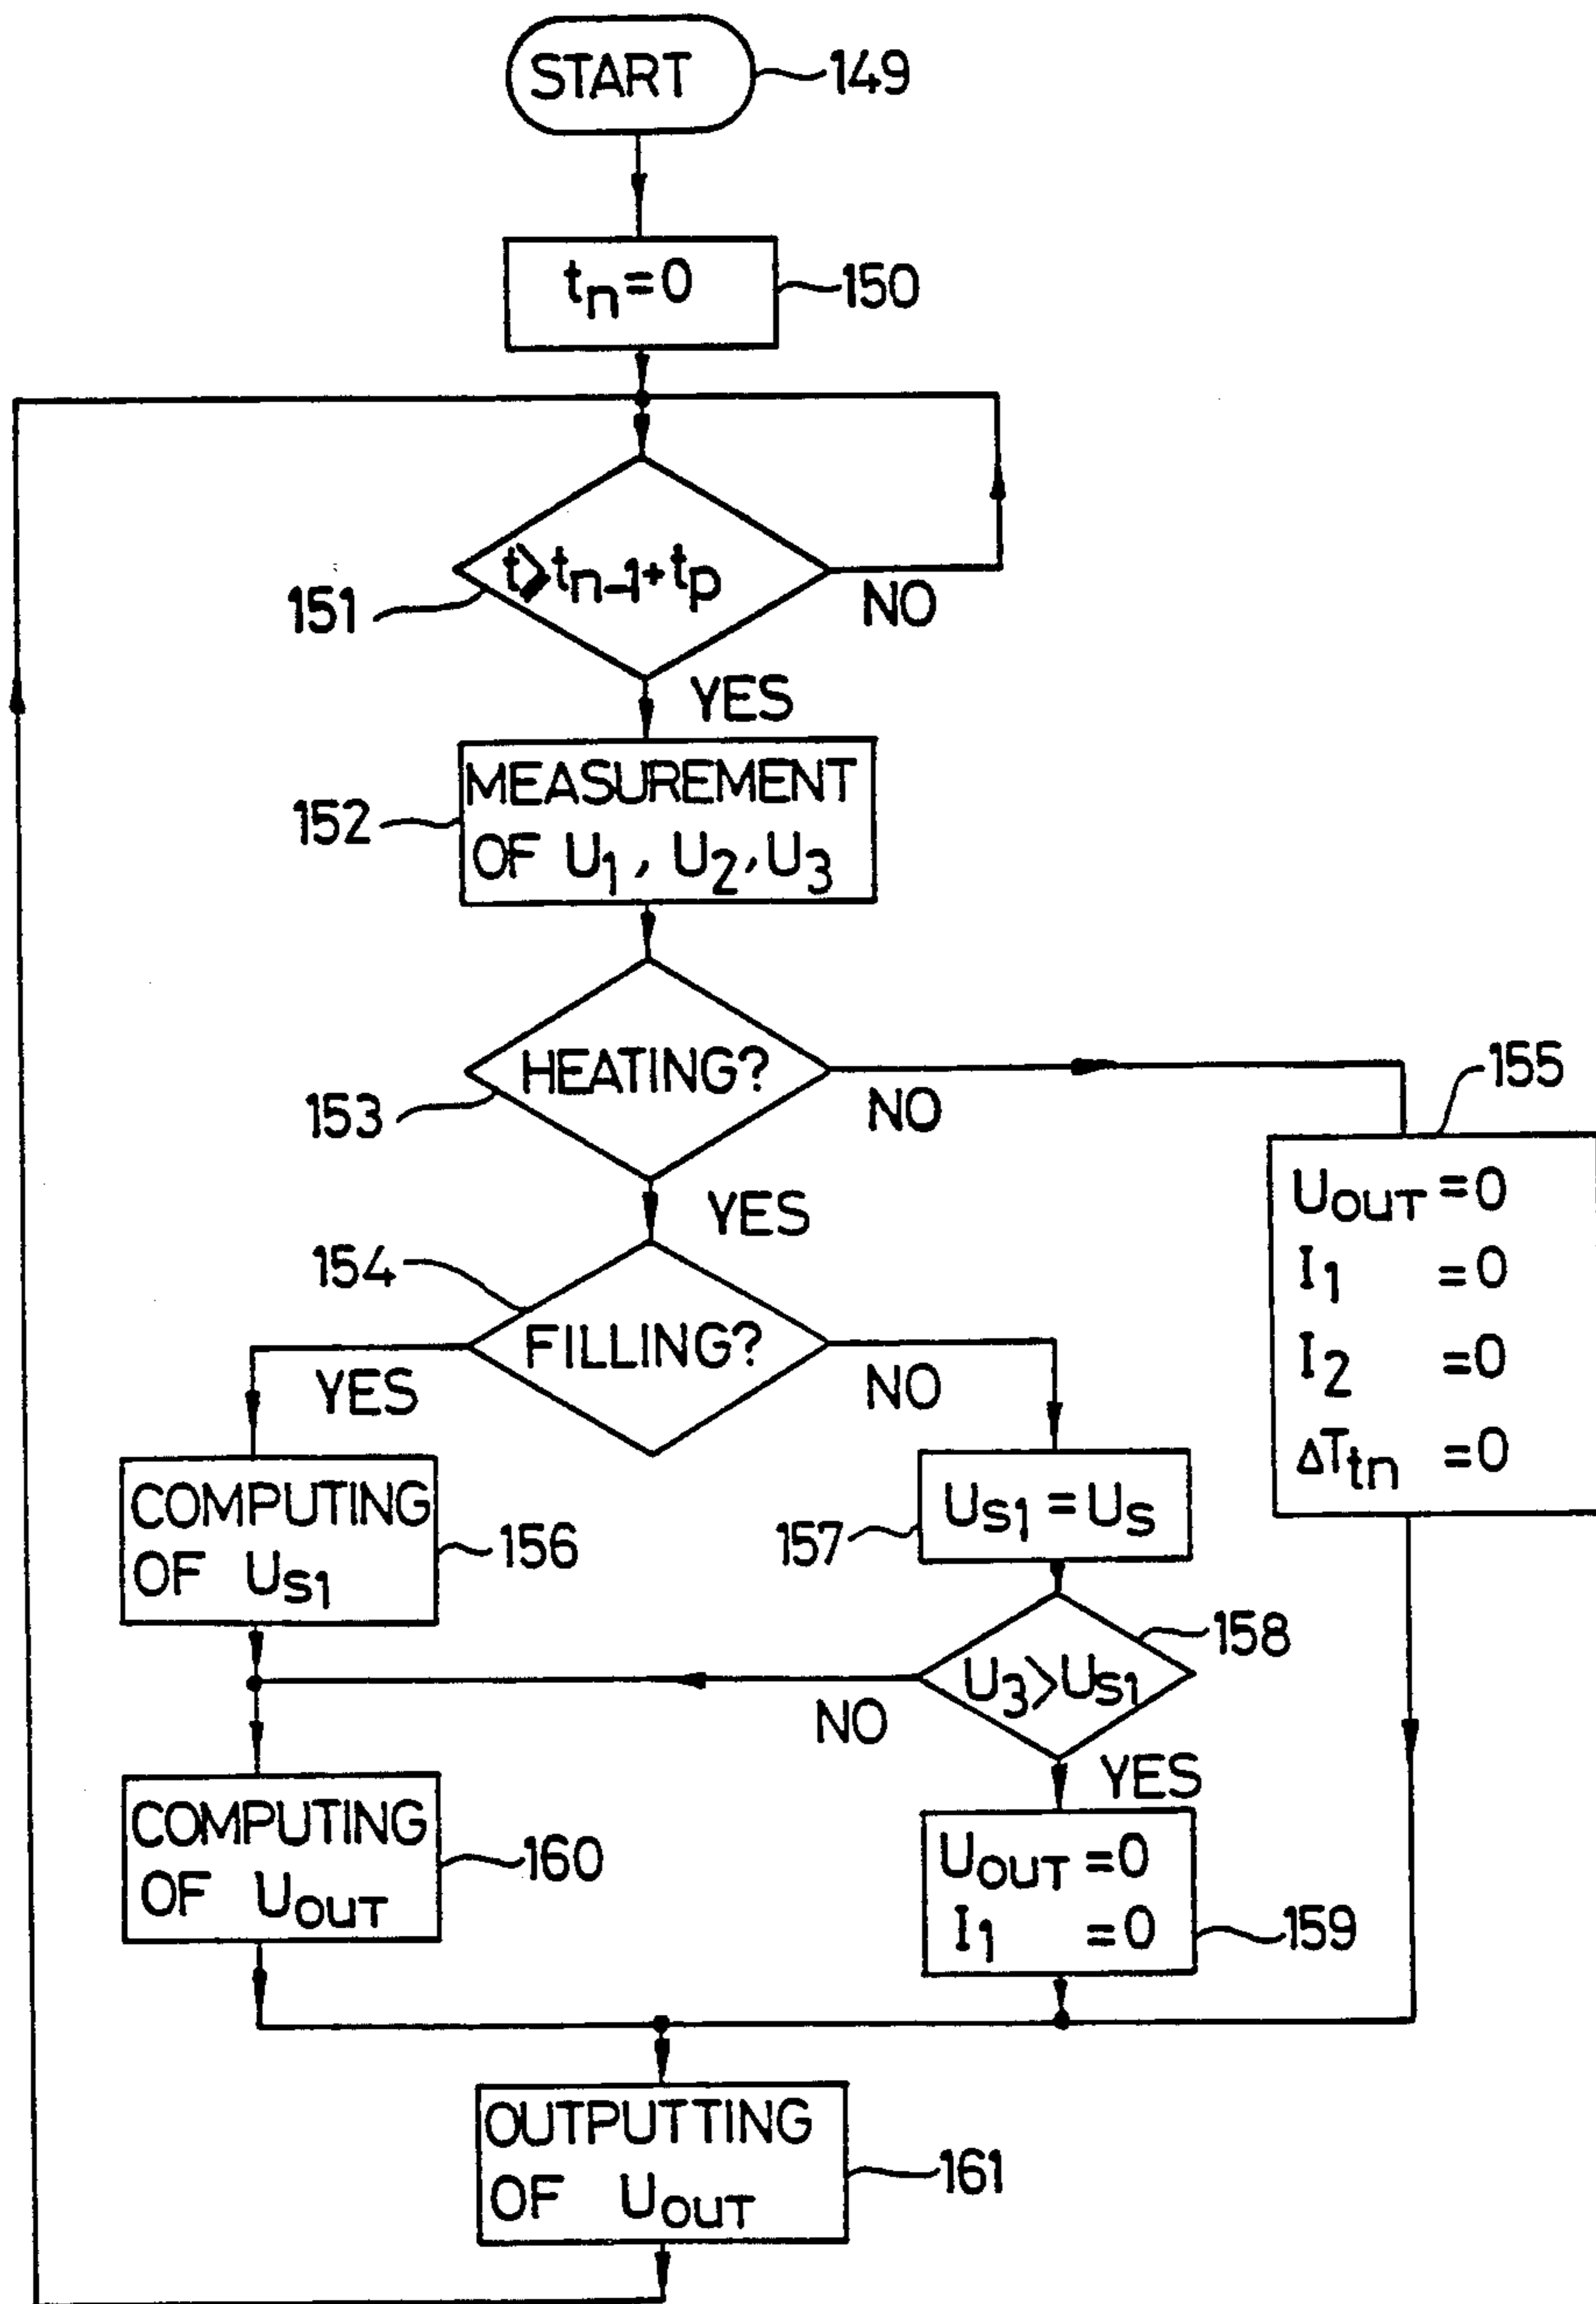 START
149
tn=0
150
t>tn-1+tp
151
NO
YES
MEASUREMENT
OF U1, U2, U3
152
HEATING?
153
NO
155
YES
Uout =0
I1 =0
I2 =0
ΔTtn =0
154
FILLING?
YES
NO
COMPUTING
OF Us1
156
Us1 = Us
157
158
U3>Us1
NO
YES
COMPUTING
OF Uout
160
Uout =0
I1 =0
159
OUTPUTTING
OF Uout
161